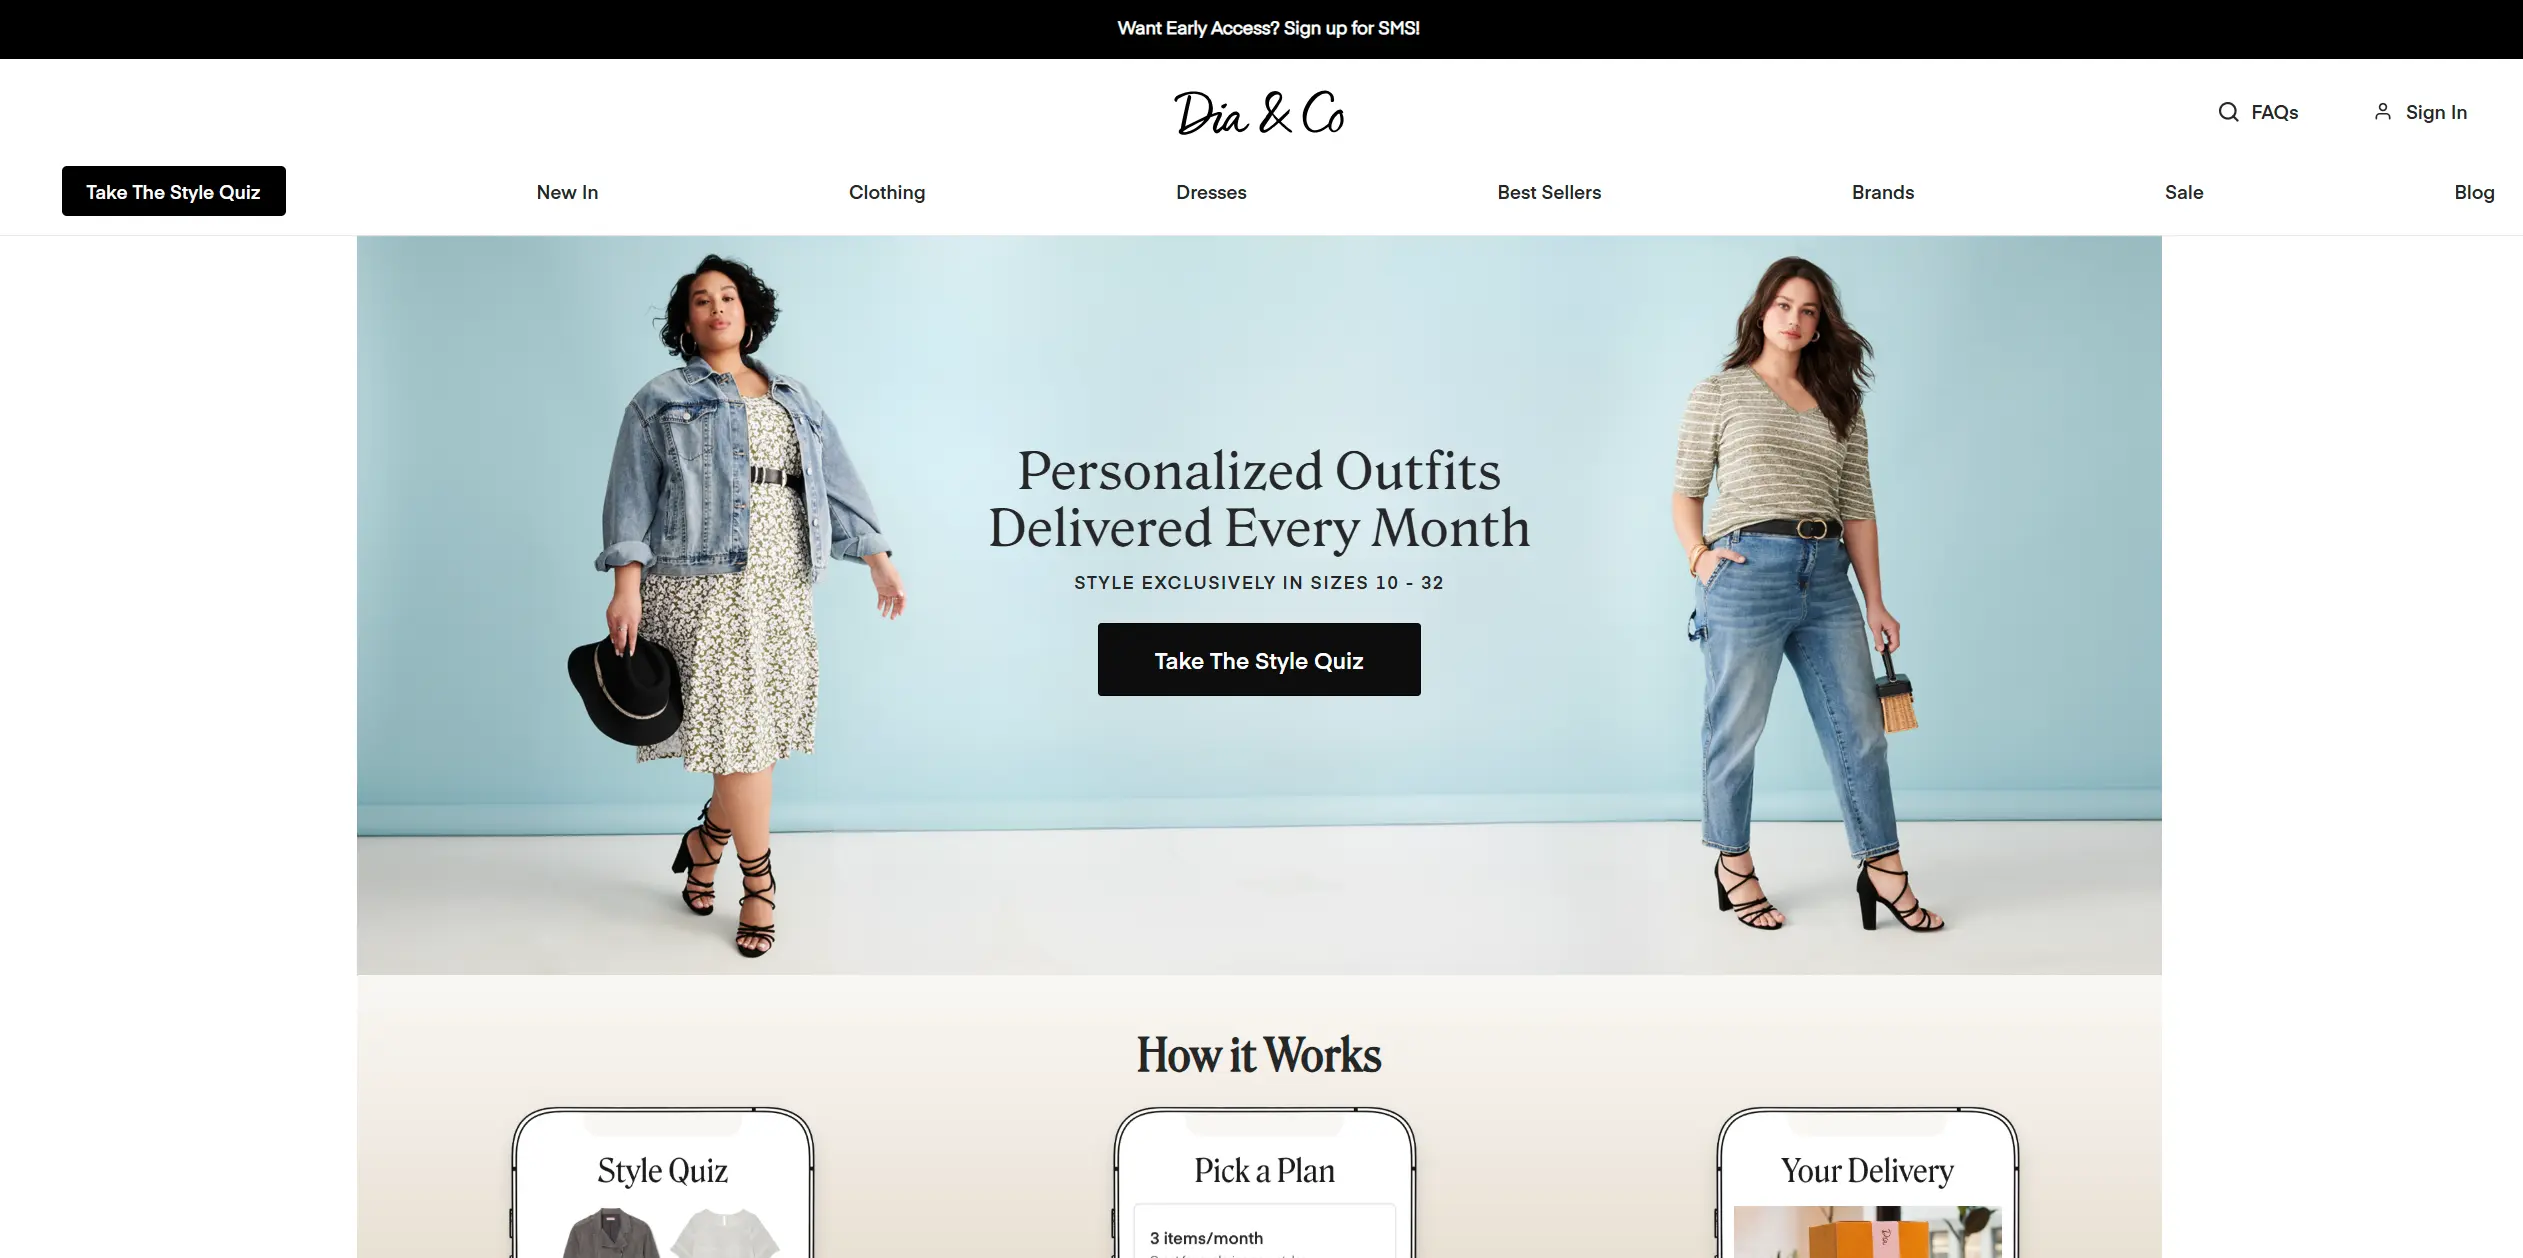 Want Early Access? Sign up for SMS!
Dia & Co
FAQs
Sign In
Take The Style Quiz
New In
Clothing
Dresses
Best Sellers
Brands
Sale
Blog
Personalized Outfits
Delivered Every Month
STYLE EXCLUSIVELY IN SIZES 10 - 32
Take The Style Quiz
How it Works
Style Quiz
Pick a Plan
3 items/month
Your Delivery
Dia